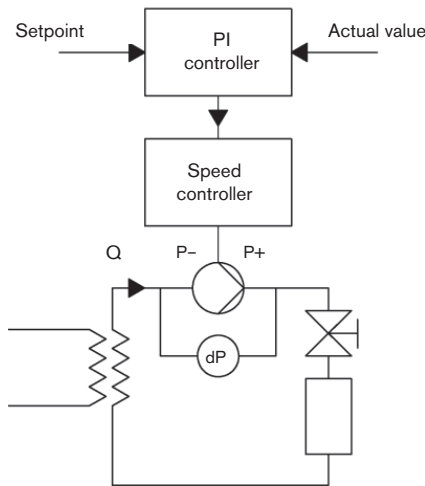 Setpoint
PI
controller
Actual value
Speed
controller
Q
P–
P+
dP